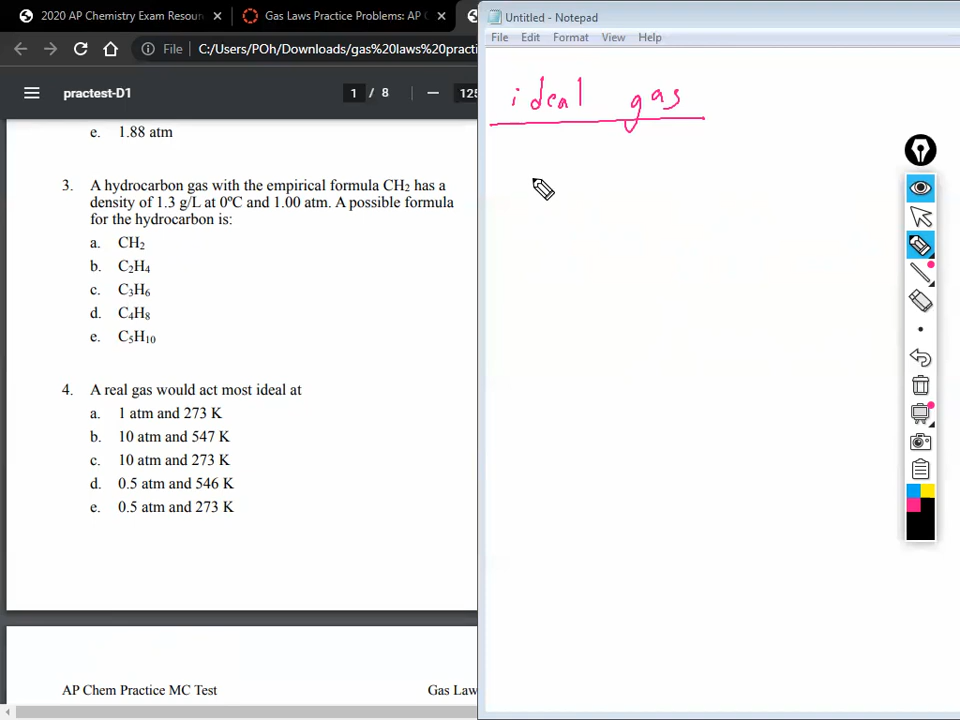 2020 AP Chemistry Exam Resour
Gas Laws Practice Problems: AP C
File C:/Users/POh/Downloads/gas%20laws%20practi
practest-D1
1 / 8
125
e. 1.88 atm
3. A hydrocarbon gas with the empirical formula CH₂ has a
density of 1.3 g/L at 0ºC and 1.00 atm. A possible formula
for the hydrocarbon is:
a. CH₂
b. C₂H₄
c. C₃H₆
d. C₄H₈
e. C₅H₁₀
4. A real gas would act most ideal at
a. 1 atm and 273 K
b. 10 atm and 547 K
c. 10 atm and 273 K
d. 0.5 atm and 546 K
e. 0.5 atm and 273 K
AP Chem Practice MC Test Gas Law
Untitled - Notepad
File Edit Format View Help
ideal gas